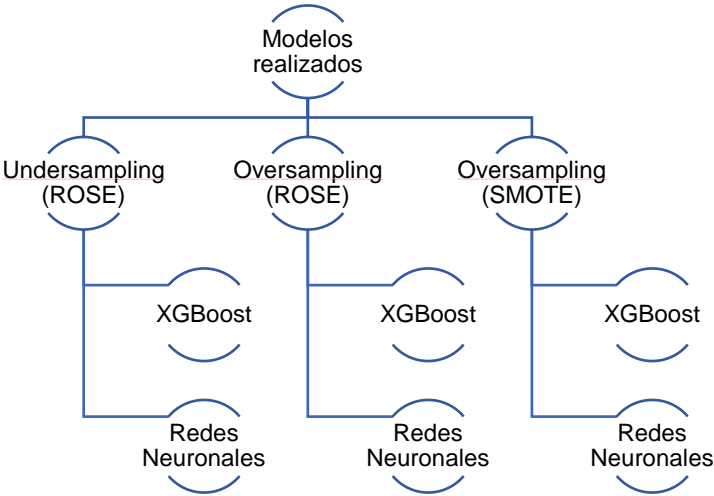 Modelos
realizados
Undersampling
(ROSE)
Oversampling
(ROSE)
Oversampling
(SMOTE)
XGBoost
XGBoost
XGBoost
Redes
Neuronales
Redes
Neuronales
Redes
Neuronales